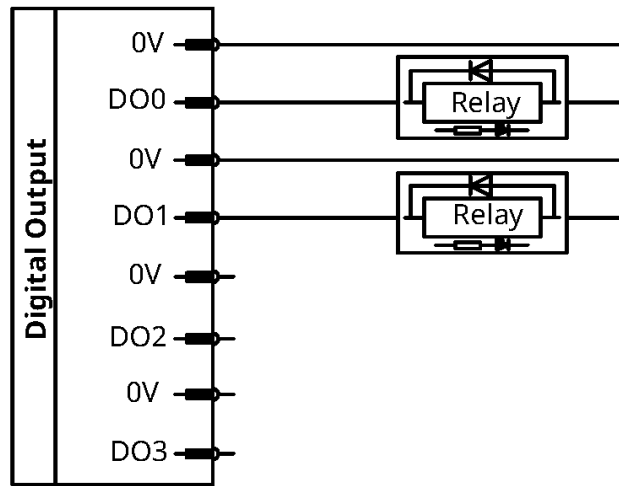 Digital Output
0V
DO0
Relay
0V
DO1
Relay
0V
DO2
0V
DO3